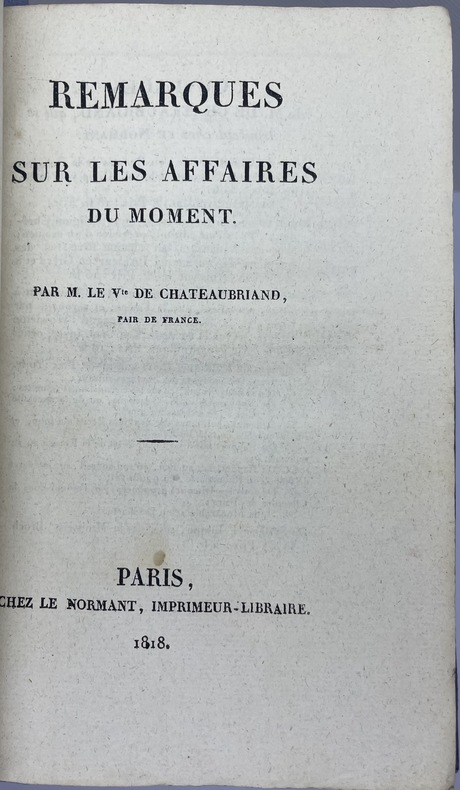 REMARQUES
SUR LES AFFAIRES
DU MOMENT.
PAR M. LE Vte DE CHATEAUBRIAND,
PAIR DE FRANCE.
PARIS,
CHEZ LE NORMANT, IMPRIMEUR-LIBRAIRE.
1818.